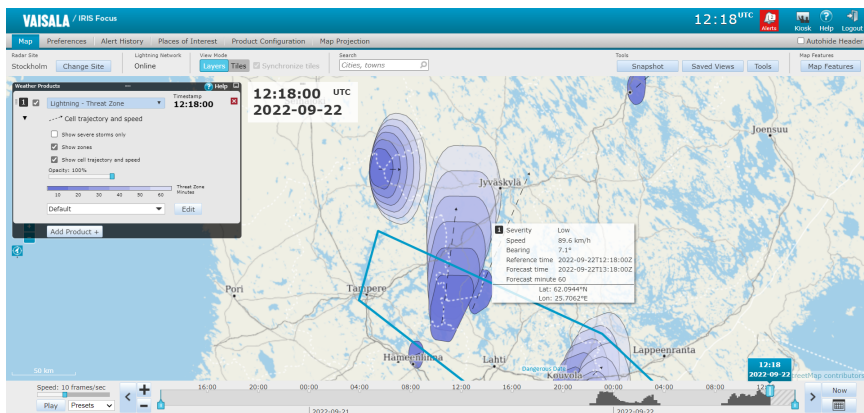 VAISALA / IRIS Focus
12:18 UTC
Alerts
Kiosk
Help
Logout
Map
Preferences
Alert History
Places of Interest
Product Configuration
Map Projection
Autohide Header
Radar Site
Stockholm
Change Site
Lightning Network
Online
View Mode
Layers
Tiles
Synchronize tiles
Search
Cities, towns
Tools
Snapshot
Saved Views
Tools
Map Features
Map Features
Weather Products
Help
1
Lightning - Threat Zone
Timestamp
12:18:00
Cell trajectory and speed
Show severe storms only
Show zones
Show cell trajectory and speed
Opacity: 100%
10 20 30 40 50 60
Threat Zone
Minutes
Default
Edit
Add Product +
12:18:00 UTC
2022-09-22
Joensuu
Jyväskylä
1
Severity Low
Speed 89.6 km/h
Bearing 7.1°
Reference time 2022-09-22T12:18:00Z
Forecast time 2022-09-22T13:18:00Z
Forecast minute 60
Lat: 62.0944°N
Lon: 25.7062°E
Pori
Tampere
Hämeenlinna
Lahti
Lappeenranta
Kouvola
50 km
12:18
2022-09-22
contributors
Speed: 10 frames/sec
Play
Presets
16:00 20:00 00:00 04:00 08:00 12:00 16:00 20:00 00:00 04:00 08:00 12:00
2022-09-21
2022-09-22
Now